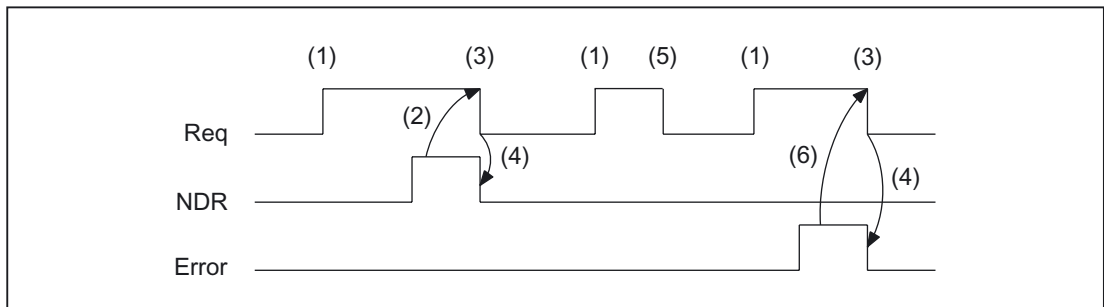 (1) (3) (1) (5) (1) (3)
Req (2) (6)
(4) (4)
NDR
Error